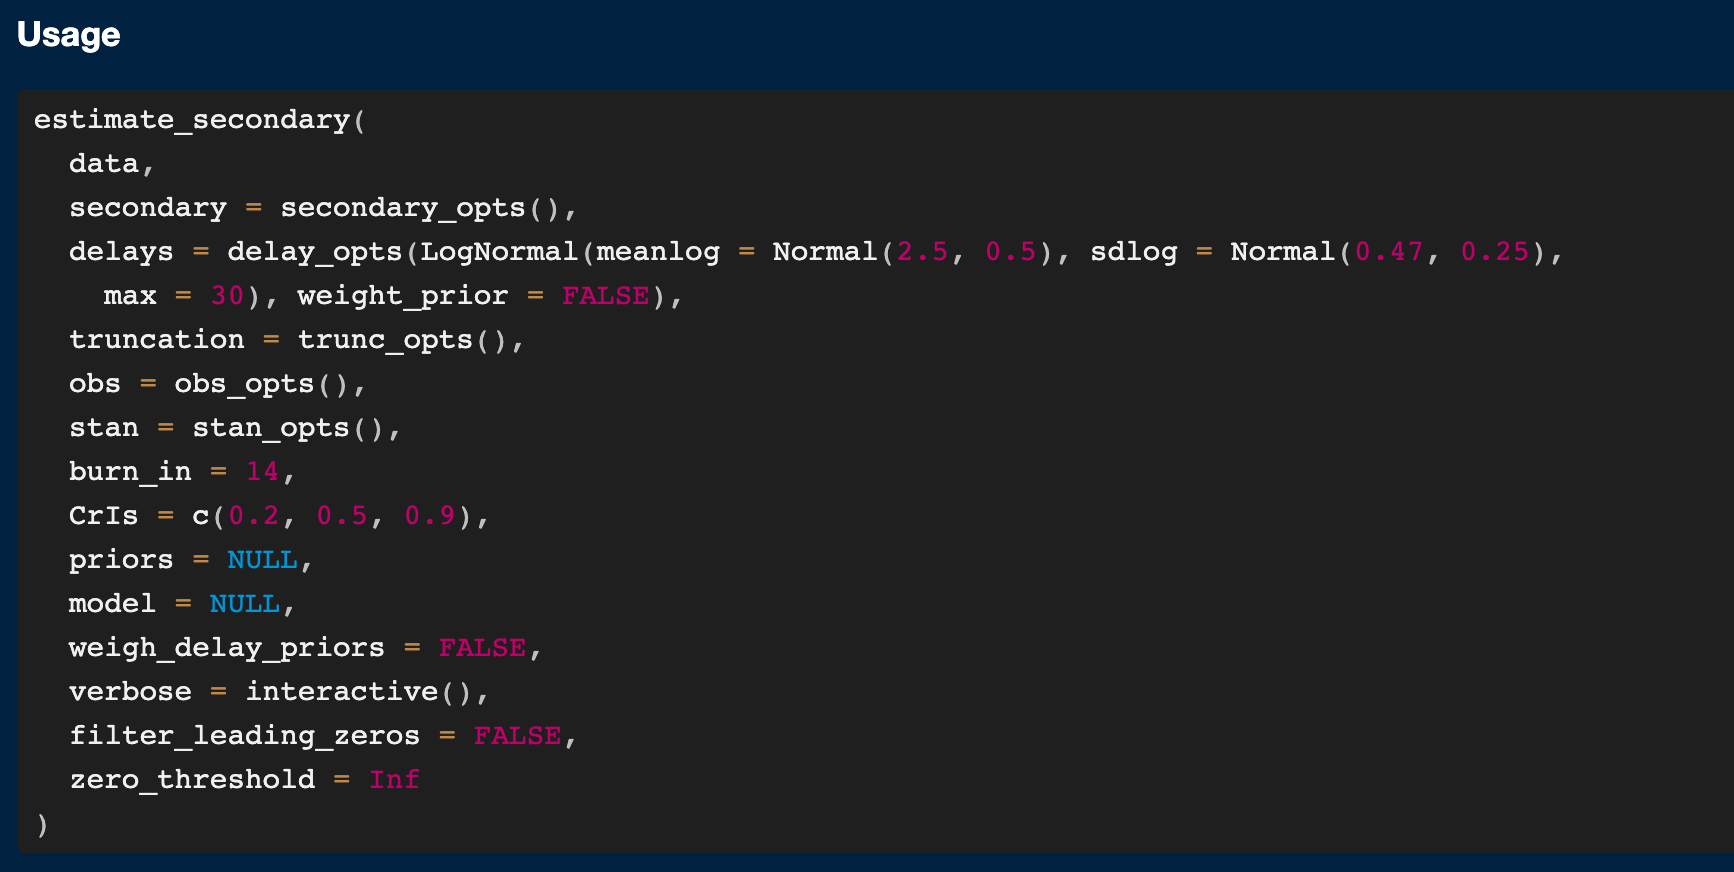 Usage
estimate_secondary(
  data,
  secondary = secondary_opts(),
  delays = delay_opts(LogNormal(meanlog = Normal(2.5, 0.5), sdlog = Normal(0.47, 0.25),
    max = 30), weight_prior = FALSE),
  truncation = trunc_opts(),
  obs = obs_opts(),
  stan = stan_opts(),
  burn_in = 14,
  CrIs = c(0.2, 0.5, 0.9),
  priors = NULL,
  model = NULL,
  weigh_delay_priors = FALSE,
  verbose = interactive(),
  filter_leading_zeros = FALSE,
  zero_threshold = Inf
)